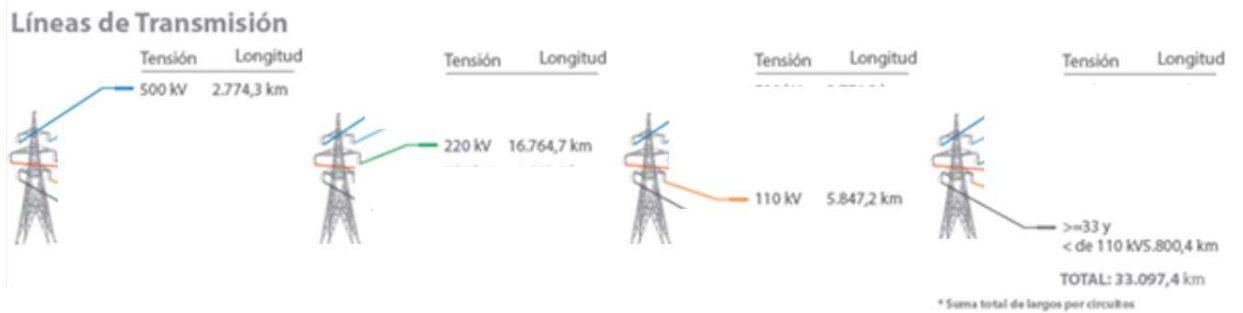 Líneas de Transmisión
Tensión Longitud
500 kV 2.774,3 km
Tensión Longitud
220 kV 16.764,7 km
Tensión Longitud
110 kV 5.847,2 km
Tensión Longitud
>=33 y
< de 110 kV5.800,4 km
TOTAL: 33.097,4 km
* Suma total de largos por circuitos